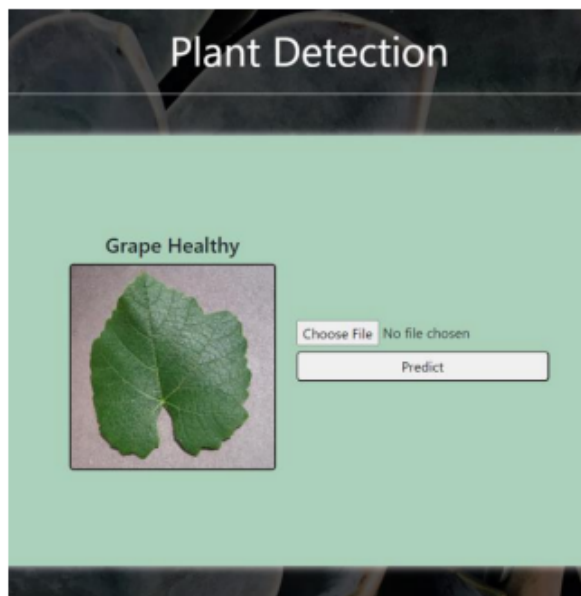 Plant Detection
Grape Healthy
Choose File No file chosen
Predict